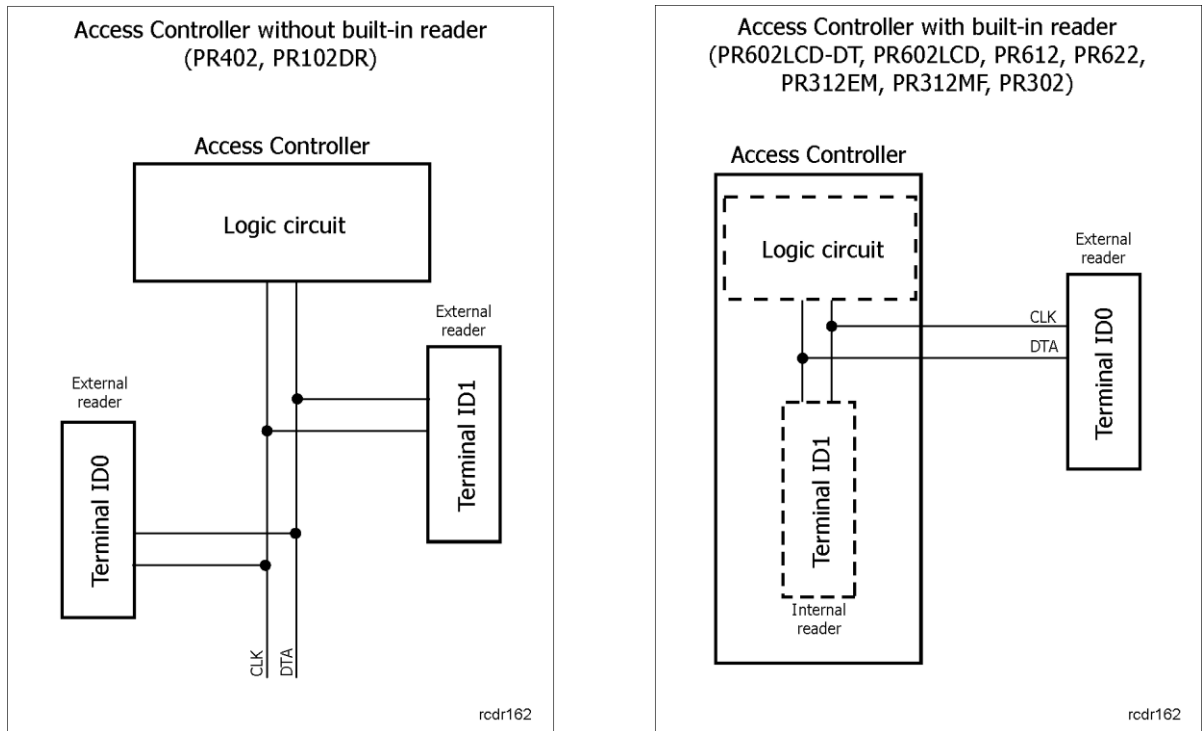 Access Controller without built-in reader
(PR402, PR102DR)
Access Controller
Logic circuit
External
reader
Terminal ID1
External
reader
Terminal ID0
CLK
DTA
rcdr162
Access Controller with built-in reader
(PR602LCD-DT, PR602LCD, PR612, PR622,
PR312EM, PR312MF, PR302)
Access Controller
Logic circuit
External
reader
CLK
DTA
Terminal ID0
Terminal ID1
Internal
reader
rcdr162